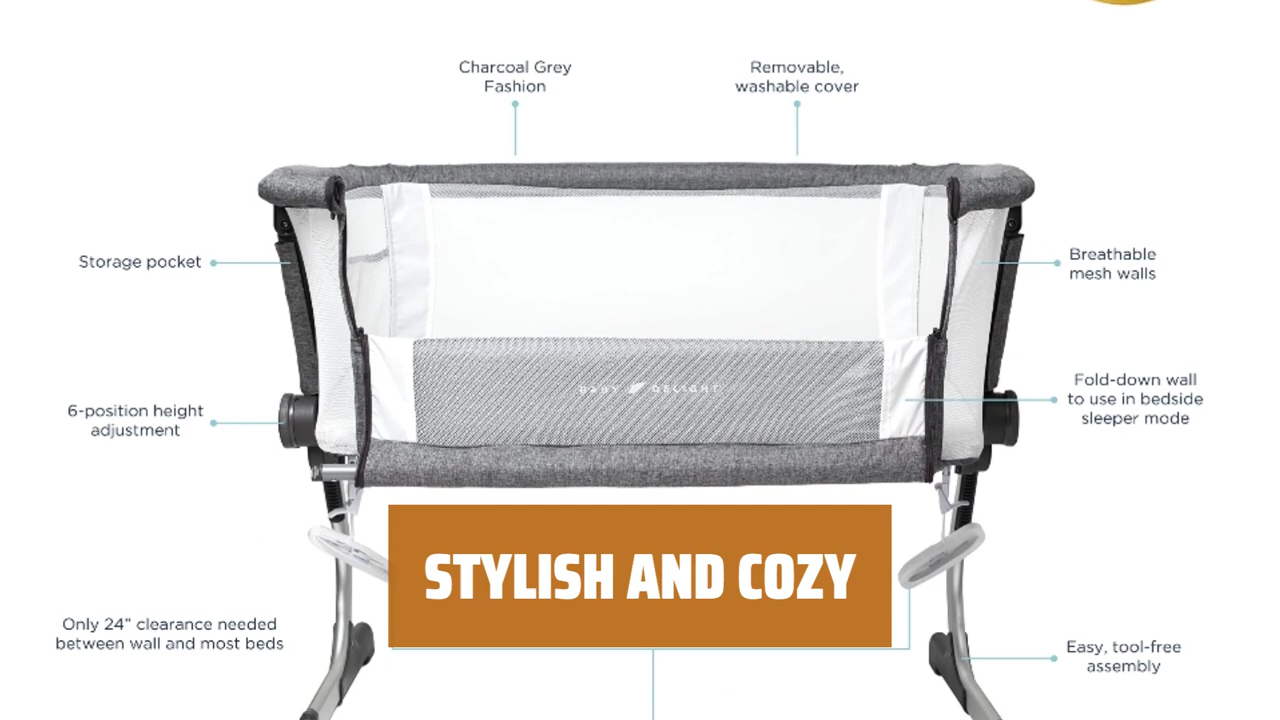 Charcoal Grey
Fashion
Removable,
washable cover
Storage pocket
Breathable
mesh walls
BABY DELIGHT
Fold-down wall
to use in bedside
sleeper mode
6-position height
adjustment
STYLISH AND COZY
Only 24" clearance needed
between wall and most beds
Easy, tool-free
assembly